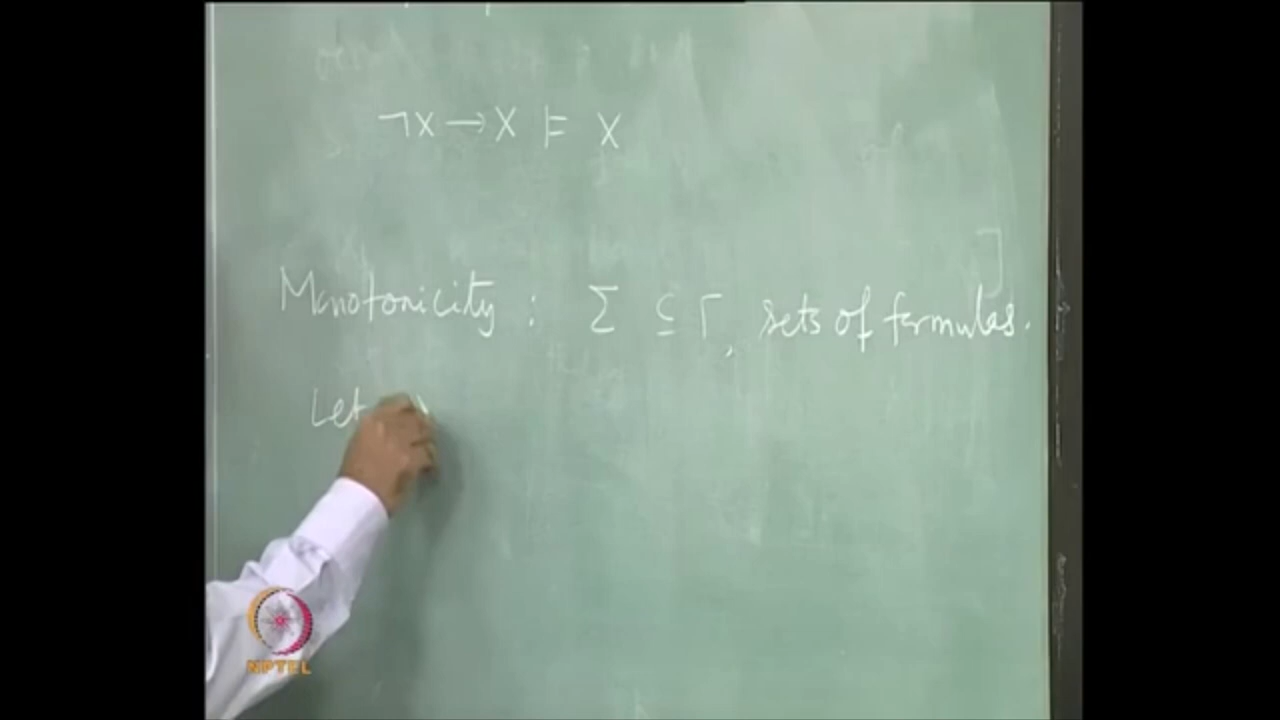 ¬X → X ⊨ X
Monotonicity : Σ ⊆ Γ, sets of formulas.
Let
NPTEL